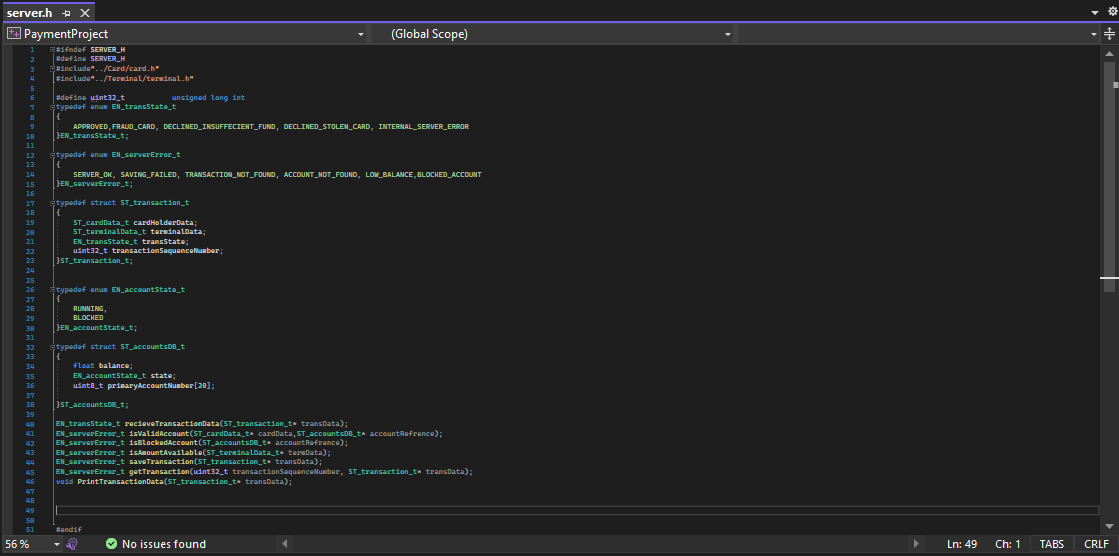 server.h
PaymentProject (Global Scope)
1 #ifndef SERVER_H
2 #define SERVER_H
3 #include"../Card/card.h"
4 #include"../Terminal/terminal.h"
5
6 #define uint32_t unsigned long int
7 typedef enum EN_transState_t
8 {
9 APPROVED,FRAUD_CARD, DECLINED_INSUFFECIENT_FUND, DECLINED_STOLEN_CARD, INTERNAL_SERVER_ERROR
10 }EN_transState_t;
11
12 typedef enum EN_serverError_t
13 {
14 SERVER_OK, SAVING_FAILED, TRANSACTION_NOT_FOUND, ACCOUNT_NOT_FOUND, LOW_BALANCE,BLOCKED_ACCOUNT
15 }EN_serverError_t;
16
17 typedef struct ST_transaction_t
18 {
19 ST_cardData_t cardHolderData;
20 ST_terminalData_t terminalData;
21 EN_transState_t transState;
22 uint32_t transactionSequenceNumber;
23 }ST_transaction_t;
24
25
26 typedef enum EN_accountState_t
27 {
28 RUNNING,
29 BLOCKED
30 }EN_accountState_t;
31
32 typedef struct ST_accountsDB_t
33 {
34 float balance;
35 EN_accountState_t state;
36 uint8_t primaryAccountNumber[20];
37
38 }ST_accountsDB_t;
39
40 EN_transState_t recieveTransactionData(ST_transaction_t* transData);
41 EN_serverError_t isValidAccount(ST_cardData_t* cardData,ST_accountsDB_t* accountRefrence);
42 EN_serverError_t isBlockedAccount(ST_accountsDB_t* accountRefrence);
43 EN_serverError_t isAmountAvailable(ST_terminalData_t* termData);
44 EN_serverError_t saveTransaction(ST_transaction_t* transData);
45 EN_serverError_t getTransaction(uint32_t transactionSequenceNumber, ST_transaction_t* transData);
46 void PrintTransactionData(ST_transaction_t* transData);
47
48
49
50
51 #endif
56 % No issues found Ln: 49 Ch: 1 TABS CRLF